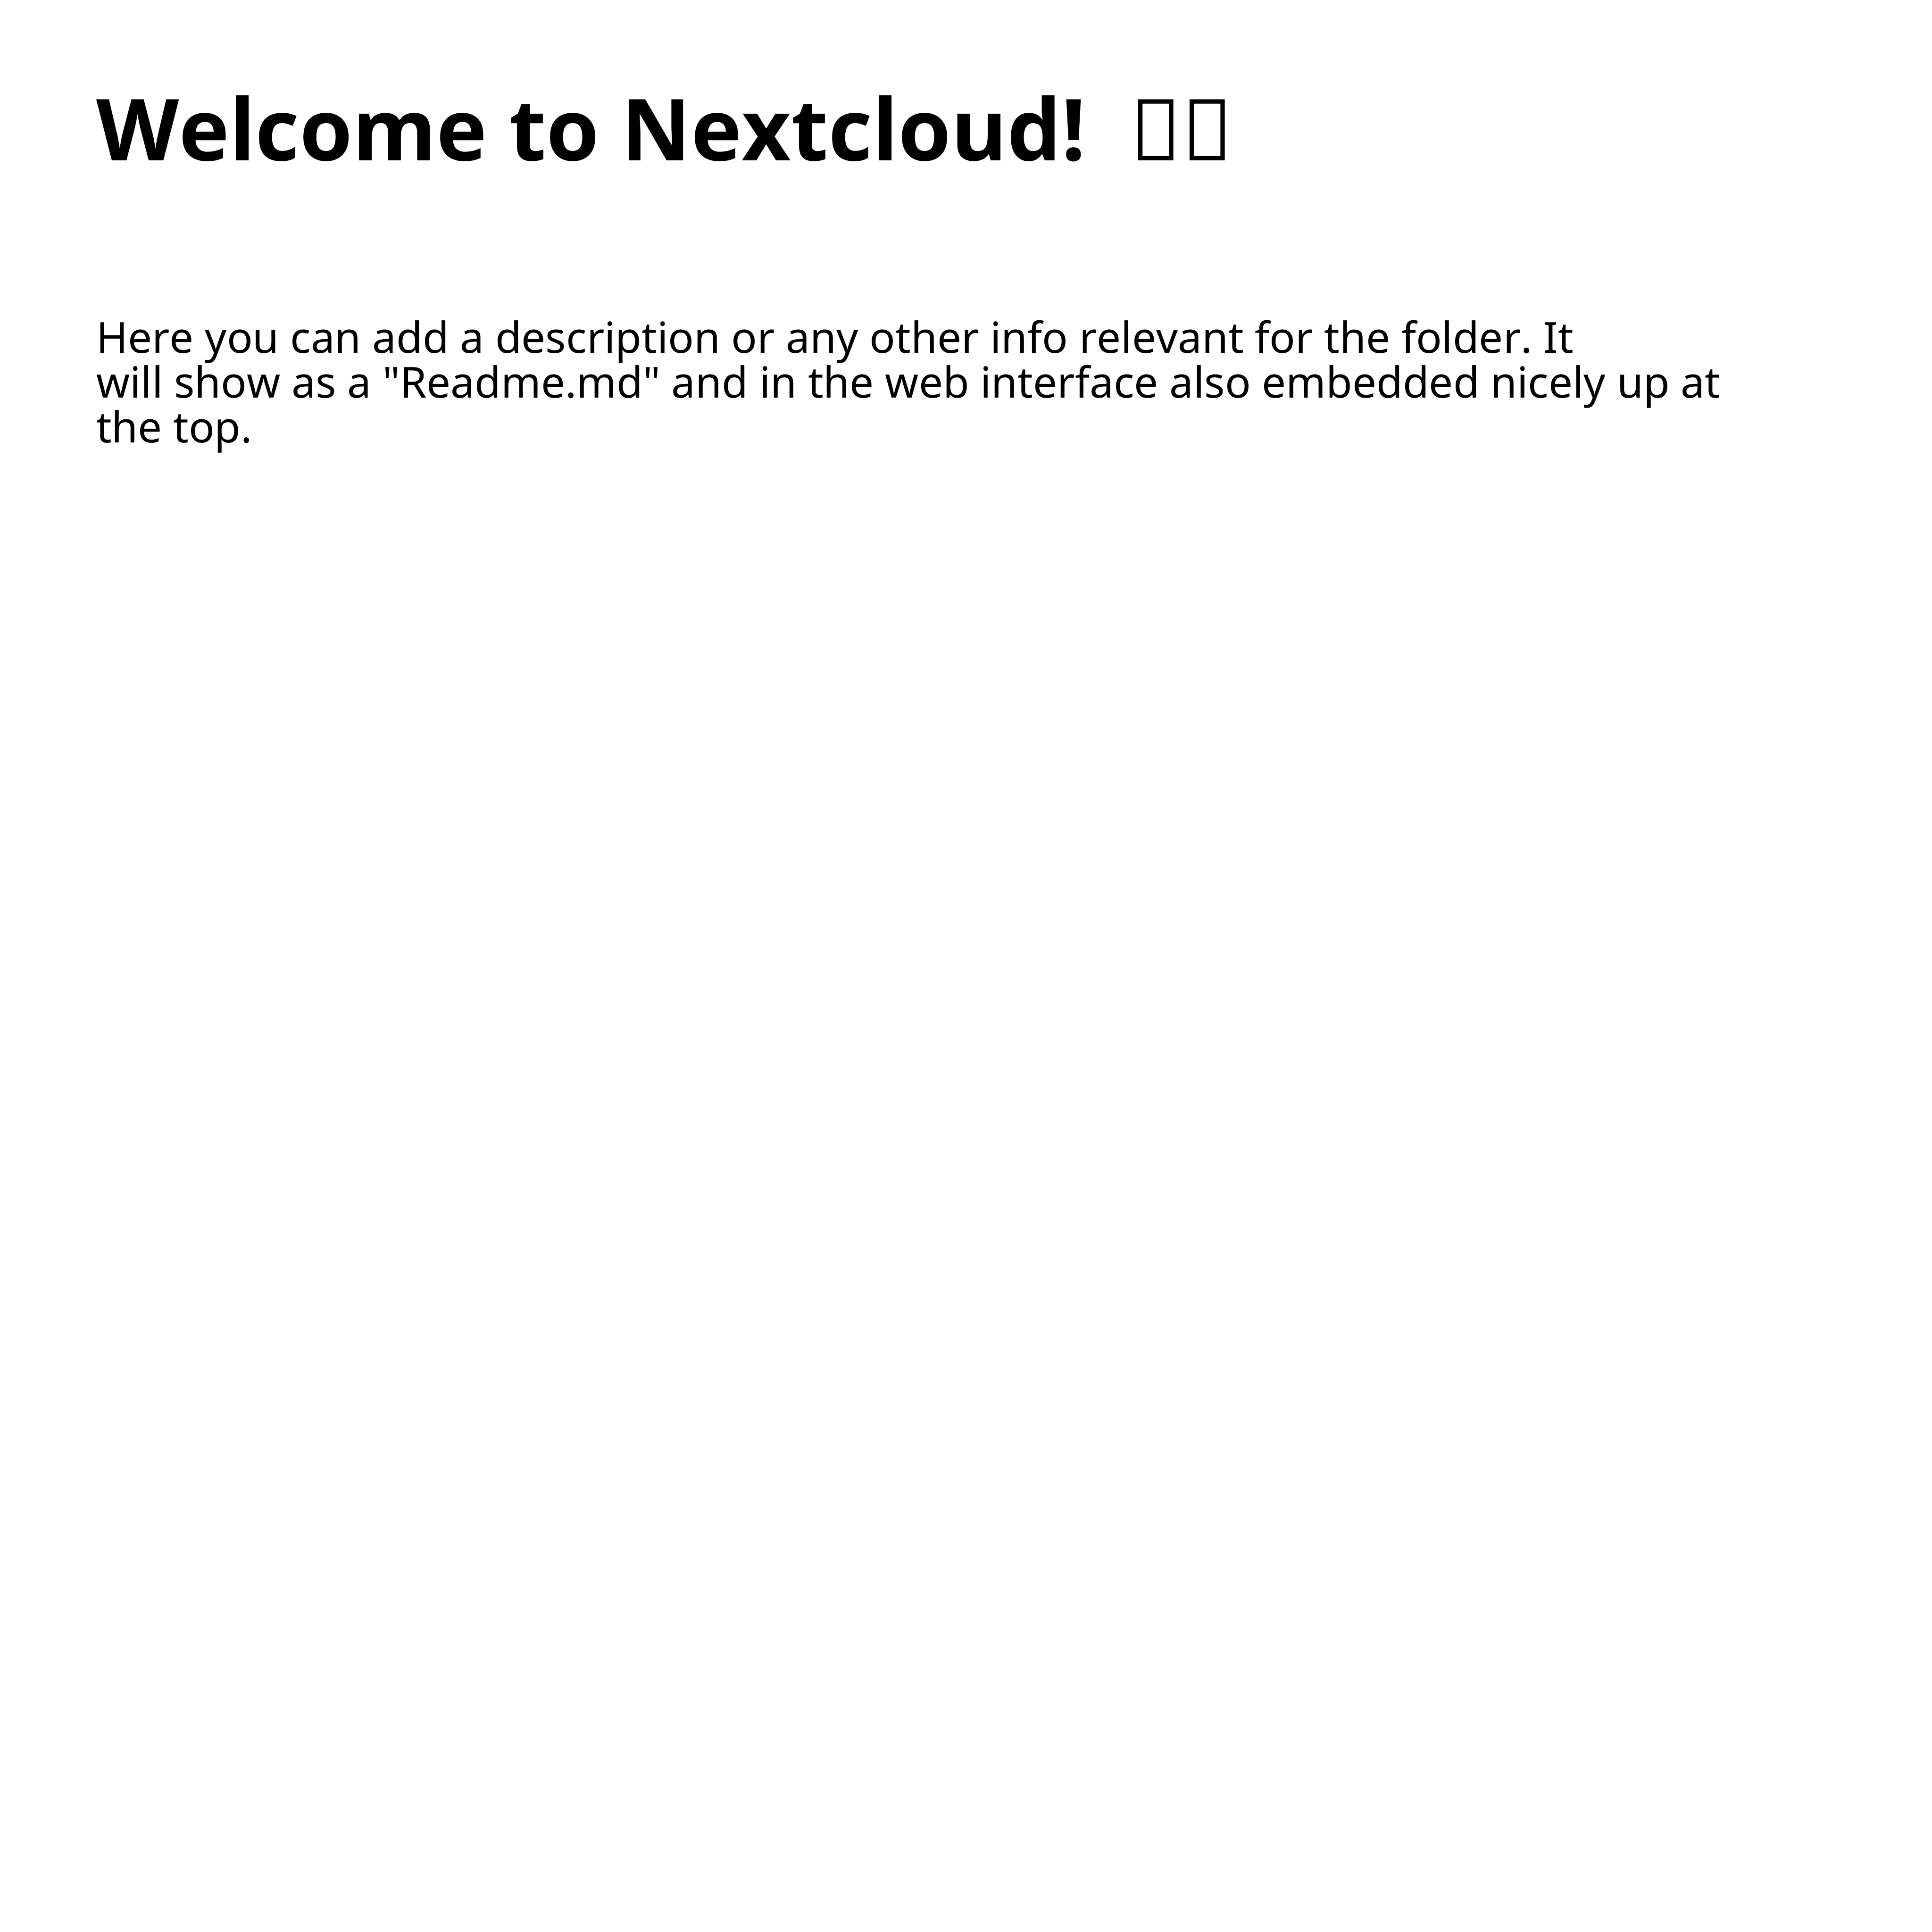 Welcome to Nextcloud!
Here you can add a description or any other info relevant for the folder. It
will show as a "Readme.md" and in the web interface also embedded nicely up at
the top.